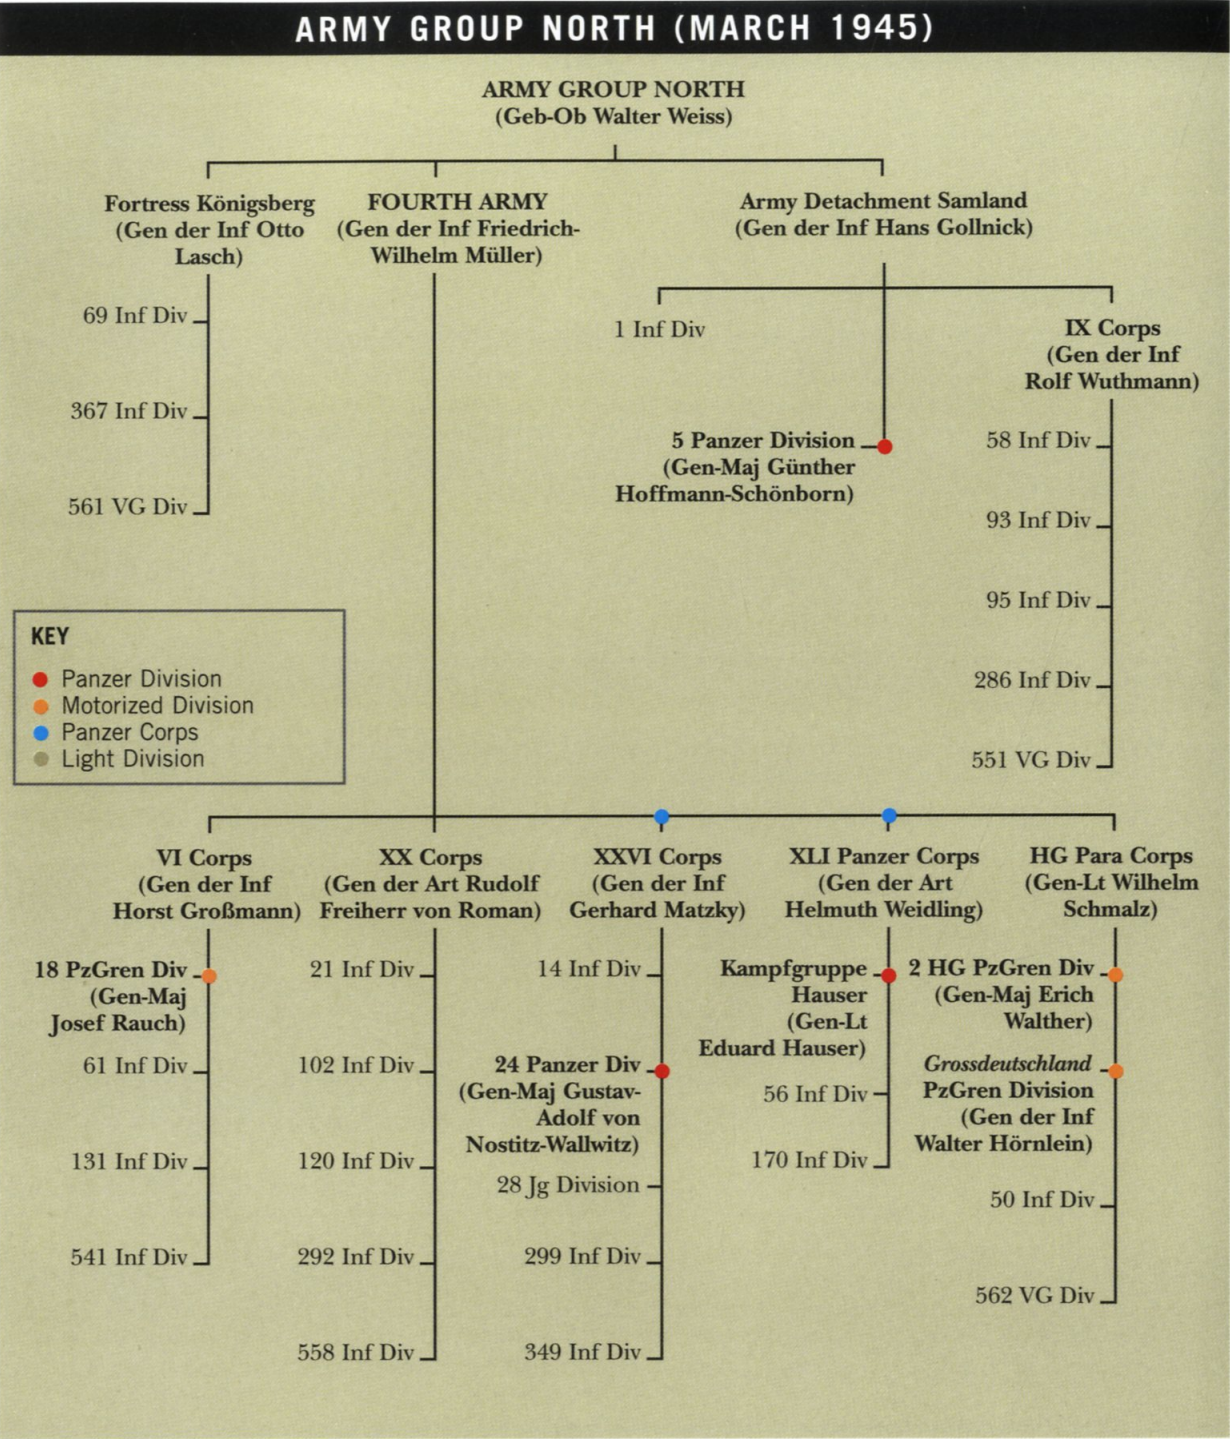 ARMY GROUP NORTH (MARCH 1945)
ARMY GROUP NORTH
(Geb-Ob Walter Weiss)
Fortress Königsberg
(Gen der Inf Otto
Lasch)
69 Inf Div
367 Inf Div
561 VG Div
FOURTH ARMY
(Gen der Inf Friedrich-
Wilhelm Müller)
Army Detachment Samland
(Gen der Inf Hans Gollnick)
1 Inf Div
5 Panzer Division
(Gen-Maj Günther
Hoffmann-Schönborn)
IX Corps
(Gen der Inf
Rolf Wuthmann)
58 Inf Div
93 Inf Div
95 Inf Div
286 Inf Div
551 VG Div
KEY
Panzer Division
Motorized Division
Panzer Corps
Light Division
VI Corps
(Gen der Inf
Horst Großmann)
18 PzGren Div
(Gen-Maj
Josef Rauch)
61 Inf Div
131 Inf Div
541 Inf Div
XX Corps
(Gen der Art Rudolf
Freiherr von Roman)
21 Inf Div
102 Inf Div
120 Inf Div
292 Inf Div
558 Inf Div
XXVI Corps
(Gen der Inf
Gerhard Matzky)
14 Inf Div
24 Panzer Div
(Gen-Maj Gustav-
Adolf von
Nostitz-Wallwitz)
28 Jg Division
299 Inf Div
349 Inf Div
XLI Panzer Corps
(Gen der Art
Helmuth Weidling)
Kampfgruppe
Hauser
(Gen-Lt
Eduard Hauser)
56 Inf Div
170 Inf Div
HG Para Corps
(Gen-Lt Wilhelm
Schmalz)
2 HG PzGren Div
(Gen-Maj Erich
Walther)
Grossdeutschland
PzGren Division
(Gen der Inf
Walter Hörnlein)
50 Inf Div
562 VG Div